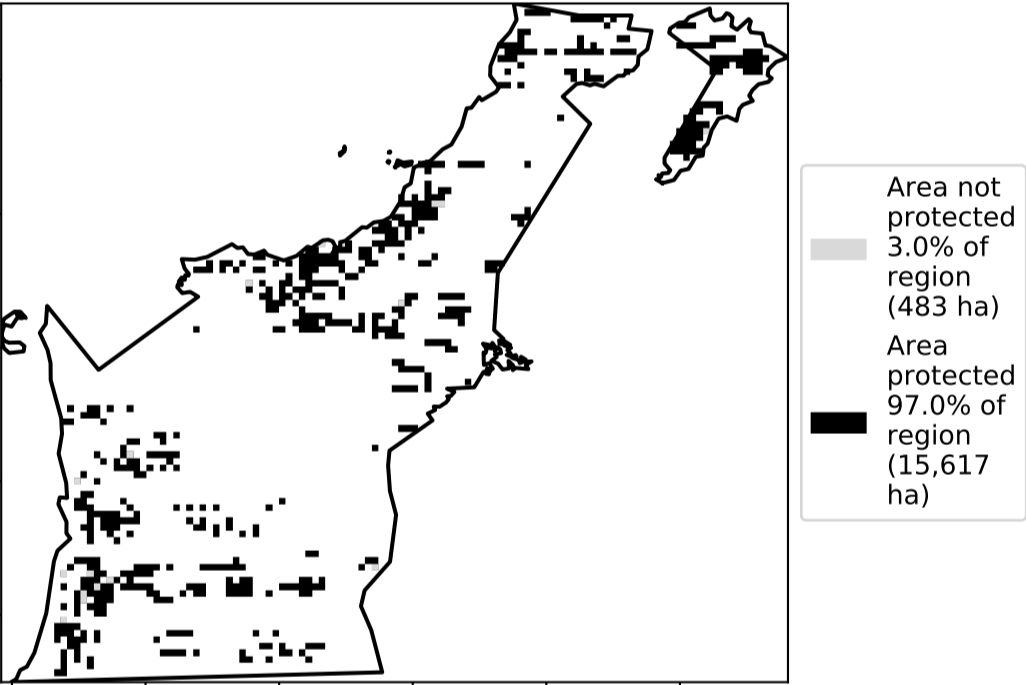 Area not
protected
3.0% of
region
(483 ha)
Area
protected
97.0% of
region
(15,617
ha)